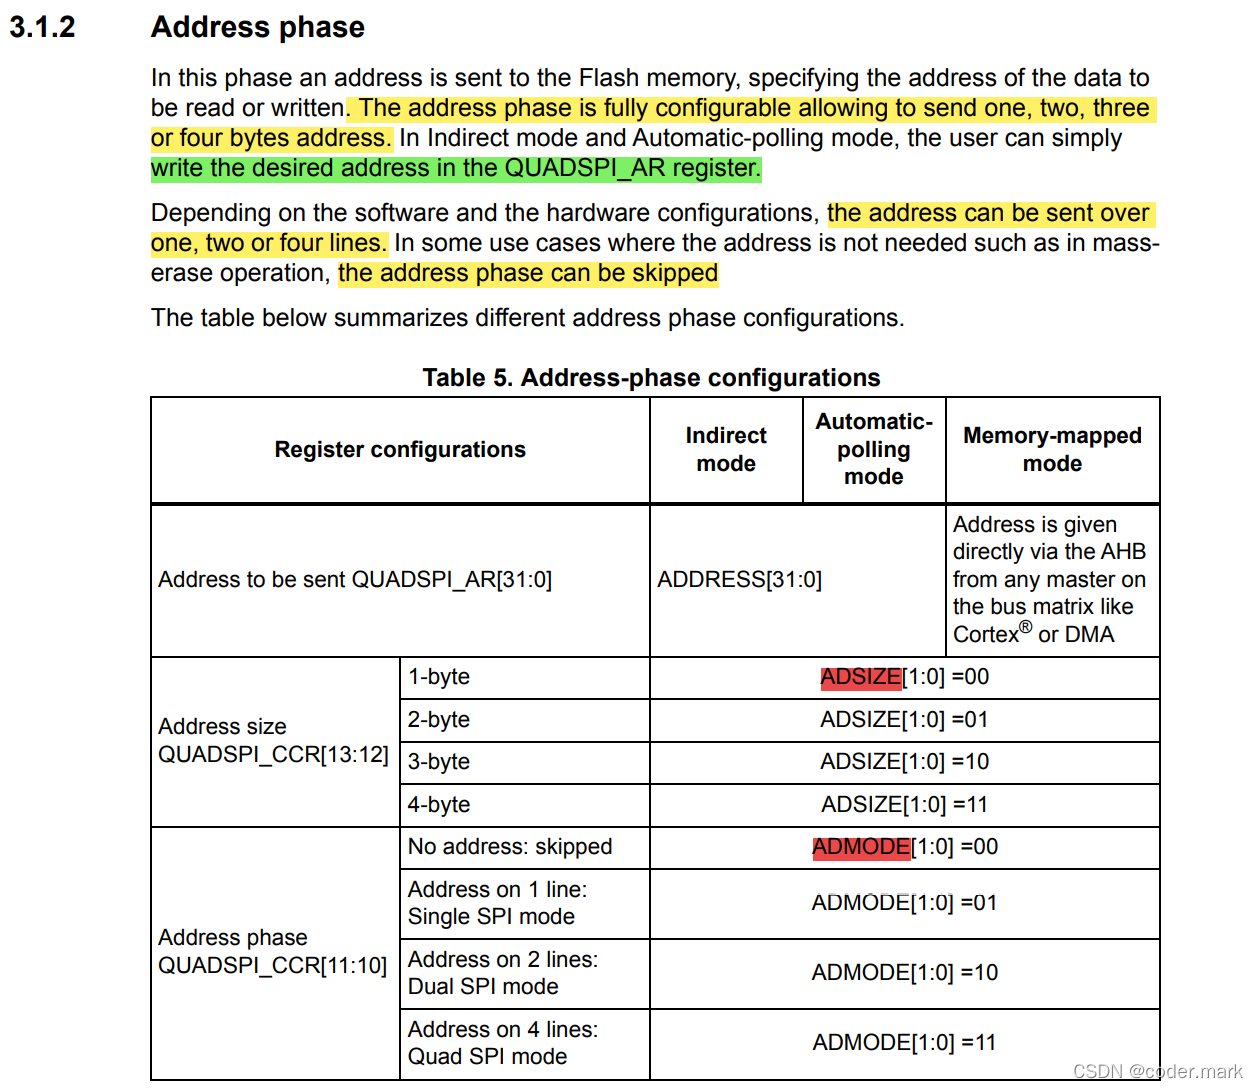 3.1.2 Address phase
In this phase an address is sent to the Flash memory, specifying the address of the data to
be read or written. The address phase is fully configurable allowing to send one, two, three
or four bytes address. In Indirect mode and Automatic-polling mode, the user can simply
write the desired address in the QUADSPI_AR register.
Depending on the software and the hardware configurations, the address can be sent over
one, two or four lines. In some use cases where the address is not needed such as in mass-
erase operation, the address phase can be skipped
The table below summarizes different address phase configurations.
Table 5. Address-phase configurations
Register configurations
Indirect
mode
Automatic-
polling
mode
Memory-mapped
mode
Address to be sent QUADSPI_AR[31:0]
ADDRESS[31:0]
Address is given
directly via the AHB
from any master on
the bus matrix like
Cortex® or DMA
Address size
QUADSPI_CCR[13:12]
1-byte
ADSIZE[1:0] =00
2-byte
ADSIZE[1:0] =01
3-byte
ADSIZE[1:0] =10
4-byte
ADSIZE[1:0] =11
Address phase
QUADSPI_CCR[11:10]
No address: skipped
ADMODE[1:0] =00
Address on 1 line:
Single SPI mode
ADMODE[1:0] =01
Address on 2 lines:
Dual SPI mode
ADMODE[1:0] =10
Address on 4 lines:
Quad SPI mode
ADMODE[1:0] =11
CSDN @coder.mark